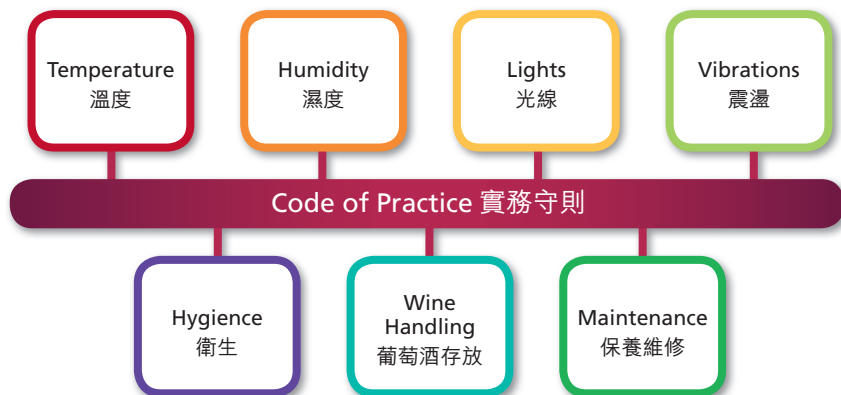 Temperature
溫度
Humidity
濕度
Lights
光線
Vibrations
震盪
Code of Practice 實務守則
Hygience
衛生
Wine
Handling
葡萄酒存放
Maintenance
保養維修